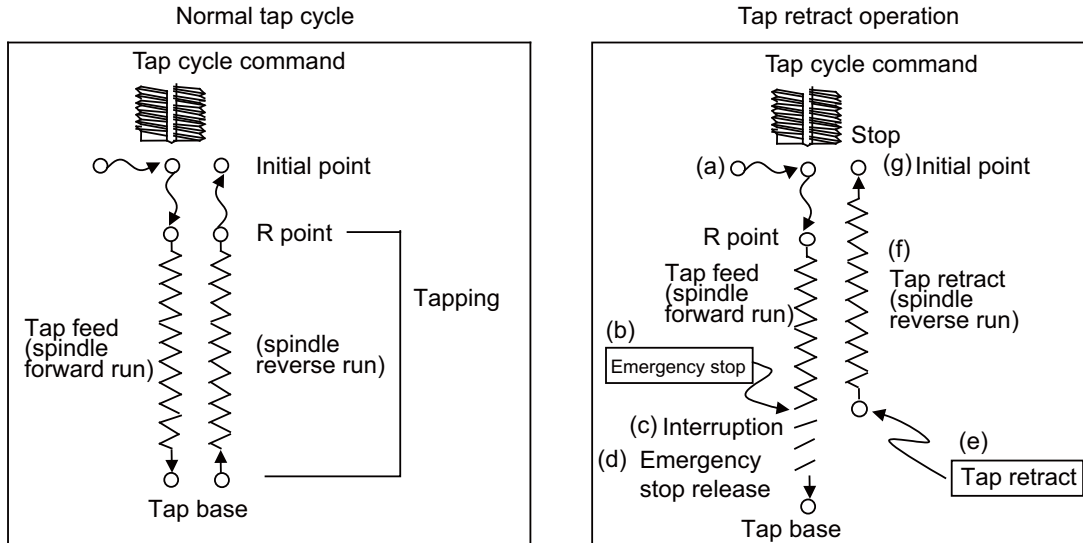 Normal tap cycle
Tap cycle command
Initial point
R point
Tapping
Tap feed
(spindle
forward run)
(spindle
reverse run)
Tap base
Tap retract operation
Tap cycle command
Stop
(a)
(g) Initial point
R point
(f)
Tap feed
(spindle
forward run)
Tap retract
(spindle
reverse run)
(b)
Emergency stop
(c) Interruption
(d) Emergency
stop release
(e)
Tap retract
Tap base